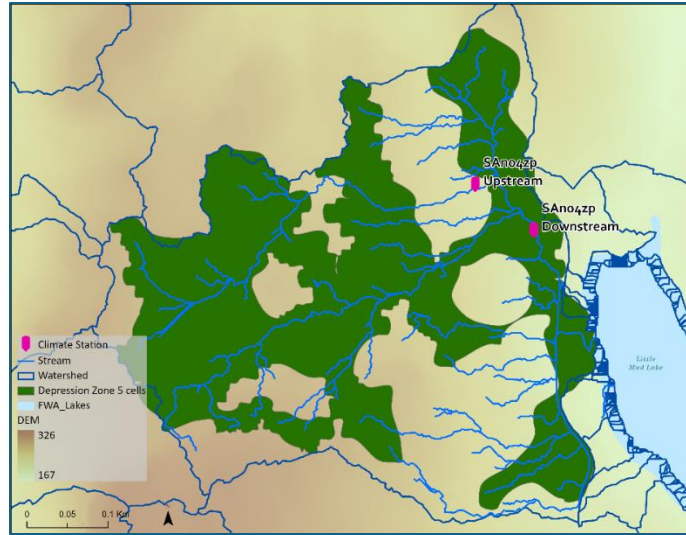 SAn04zp
Upstream
SAn04zp
Downstream
Little
Mud Lake
Climate Station
Stream
Watershed
Depression Zone 5 cells
FWA_Lakes
DEM
326
167
0 0.05 0.1 Km